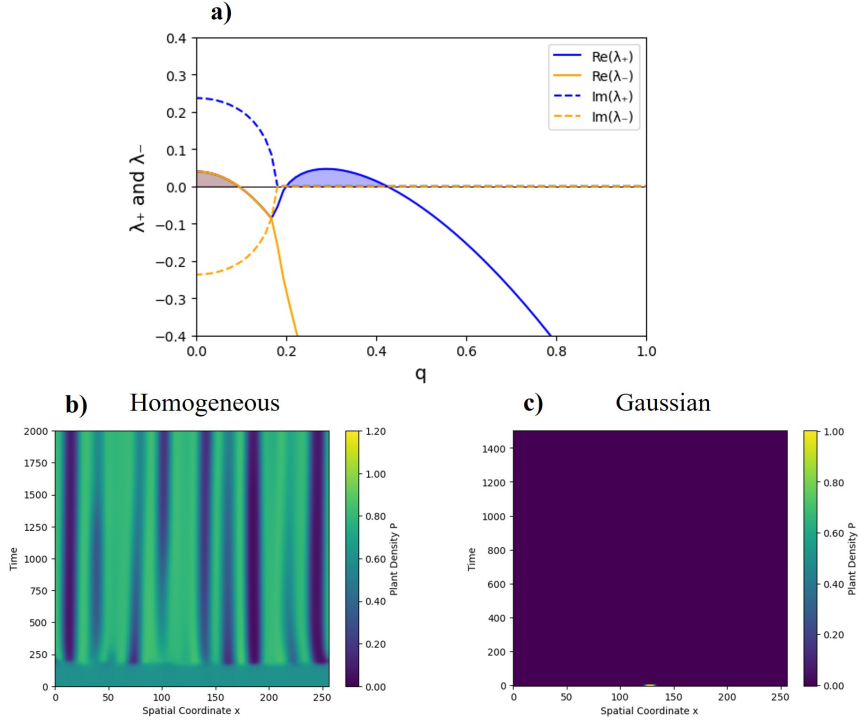 a)
0.4
0.3
0.2
0.1
0.0
−0.1
−0.2
−0.3
−0.4
λ₊ and λ₋
Re(λ₊)
Re(λ₋)
Im(λ₊)
Im(λ₋)
0.0 0.2 0.4 0.6 0.8 1.0
q
b) Homogeneous
2000
1750
1500
1250
1000
750
500
250
0
Time
0 50 100 150 200 250
Spatial Coordinate x
1.20
1.00
0.80
0.60
0.40
0.20
0.00
Plant Density P
c) Gaussian
1400
1200
1000
800
600
400
200
0
Time
0 50 100 150 200 250
Spatial Coordinate x
1.00
0.80
0.60
0.40
0.20
0.00
Plant Density P